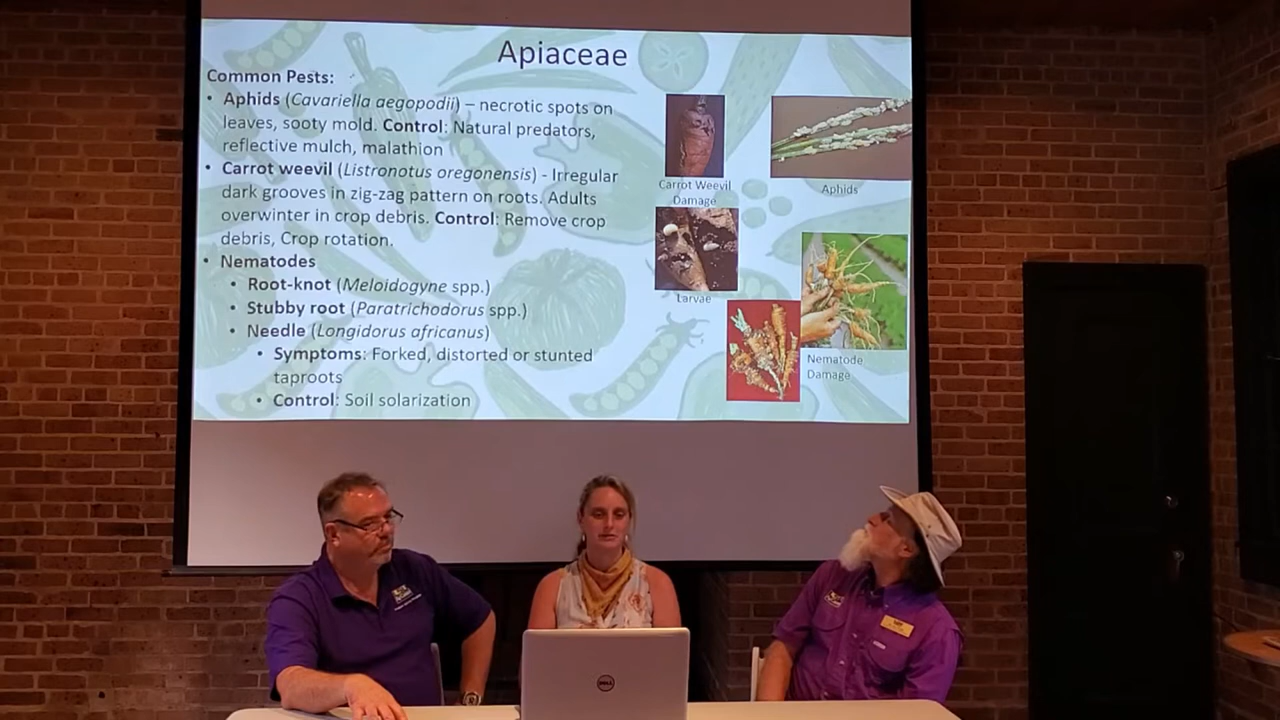 Apiaceae
Common Pests:
• Aphids (Cavariella aegopodii) – necrotic spots on
leaves, sooty mold. Control: Natural predators,
reflective mulch, malathion
• Carrot weevil (Listronotus oregonensis) - Irregular
dark grooves in zig-zag pattern on roots. Adults
overwinter in crop debris. Control: Remove crop
debris, Crop rotation.
• Nematodes
• Root-knot (Meloidogyne spp.)
• Stubby root (Paratrichodorus spp.)
• Needle (Longidorus africanus)
• Symptoms: Forked, distorted or stunted
taproots
• Control: Soil solarization
Carrot Weevil
Damage
Aphids
Larvae
Nematode
Damage
DELL